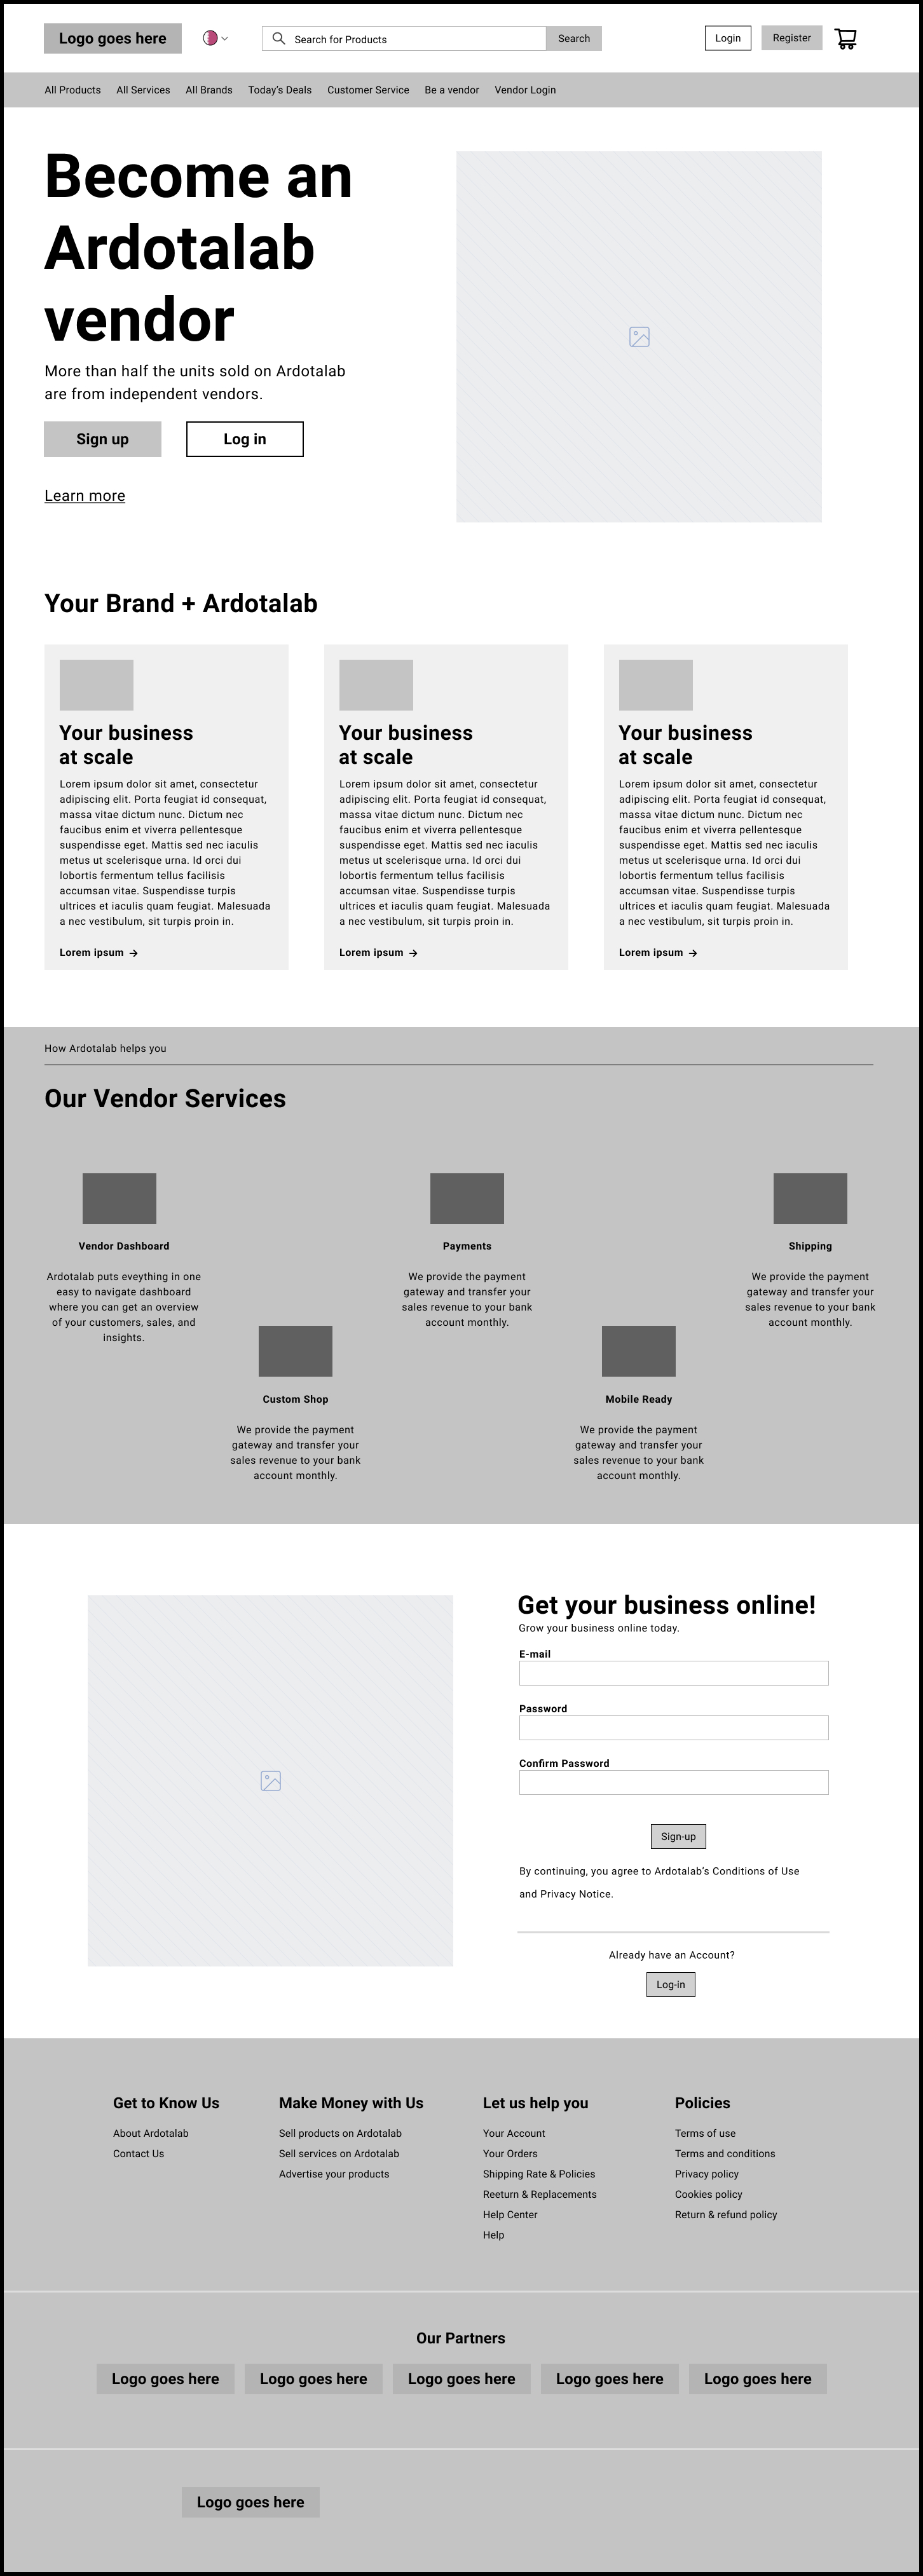 Logo goes here
Search for Products
Search
Login
Register
All Products
All Services
All Brands
Today's Deals
Customer Service
Be a vendor
Vendor Login
Become an
Ardotalab
vendor
More than half the units sold on Ardotalab
are from independent vendors.
Sign up
Log in
Learn more
Your Brand + Ardotalab
Your business
at scale
Lorem ipsum dolor sit amet, consectetur
adipiscing elit. Porta feugiat id consequat,
massa vitae dictum nunc. Dictum nec
faucibus enim et viverra pellentesque
suspendisse eget. Mattis sed nec iaculis
metus ut scelerisque urna. Id orci dui
lobortis fermentum tellus facilisis
accumsan vitae. Suspendisse turpis
ultrices et iaculis quam feugiat. Malesuada
a nec vestibulum, sit turpis proin in.
Lorem ipsum →
Your business
at scale
Lorem ipsum dolor sit amet, consectetur
adipiscing elit. Porta feugiat id consequat,
massa vitae dictum nunc. Dictum nec
faucibus enim et viverra pellentesque
suspendisse eget. Mattis sed nec iaculis
metus ut scelerisque urna. Id orci dui
lobortis fermentum tellus facilisis
accumsan vitae. Suspendisse turpis
ultrices et iaculis quam feugiat. Malesuada
a nec vestibulum, sit turpis proin in.
Lorem ipsum →
Your business
at scale
Lorem ipsum dolor sit amet, consectetur
adipiscing elit. Porta feugiat id consequat,
massa vitae dictum nunc. Dictum nec
faucibus enim et viverra pellentesque
suspendisse eget. Mattis sed nec iaculis
metus ut scelerisque urna. Id orci dui
lobortis fermentum tellus facilisis
accumsan vitae. Suspendisse turpis
ultrices et iaculis quam feugiat. Malesuada
a nec vestibulum, sit turpis proin in.
Lorem ipsum →
How Ardotalab helps you
Our Vendor Services
Vendor Dashboard
Ardotalab puts eveything in one
easy to navigate dashboard
where you can get an overview
of your customers, sales, and
insights.
Custom Shop
We provide the payment
gateway and transfer your
sales revenue to your bank
account monthly.
Payments
We provide the payment
gateway and transfer your
sales revenue to your bank
account monthly.
Mobile Ready
We provide the payment
gateway and transfer your
sales revenue to your bank
account monthly.
Shipping
We provide the payment
gateway and transfer your
sales revenue to your bank
account monthly.
Get your business online!
Grow your business online today.
E-mail
Password
Confirm Password
Sign-up
By continuing, you agree to Ardotalab's Conditions of Use
and Privacy Notice.
Already have an Account?
Log-in
Get to Know Us
About Ardotalab
Contact Us
Make Money with Us
Sell products on Ardotalab
Sell services on Ardotalab
Advertise your products
Let us help you
Your Account
Your Orders
Shipping Rate & Policies
Reeturn & Replacements
Help Center
Help
Policies
Terms of use
Terms and conditions
Privacy policy
Cookies policy
Return & refund policy
Our Partners
Logo goes here
Logo goes here
Logo goes here
Logo goes here
Logo goes here
Logo goes here